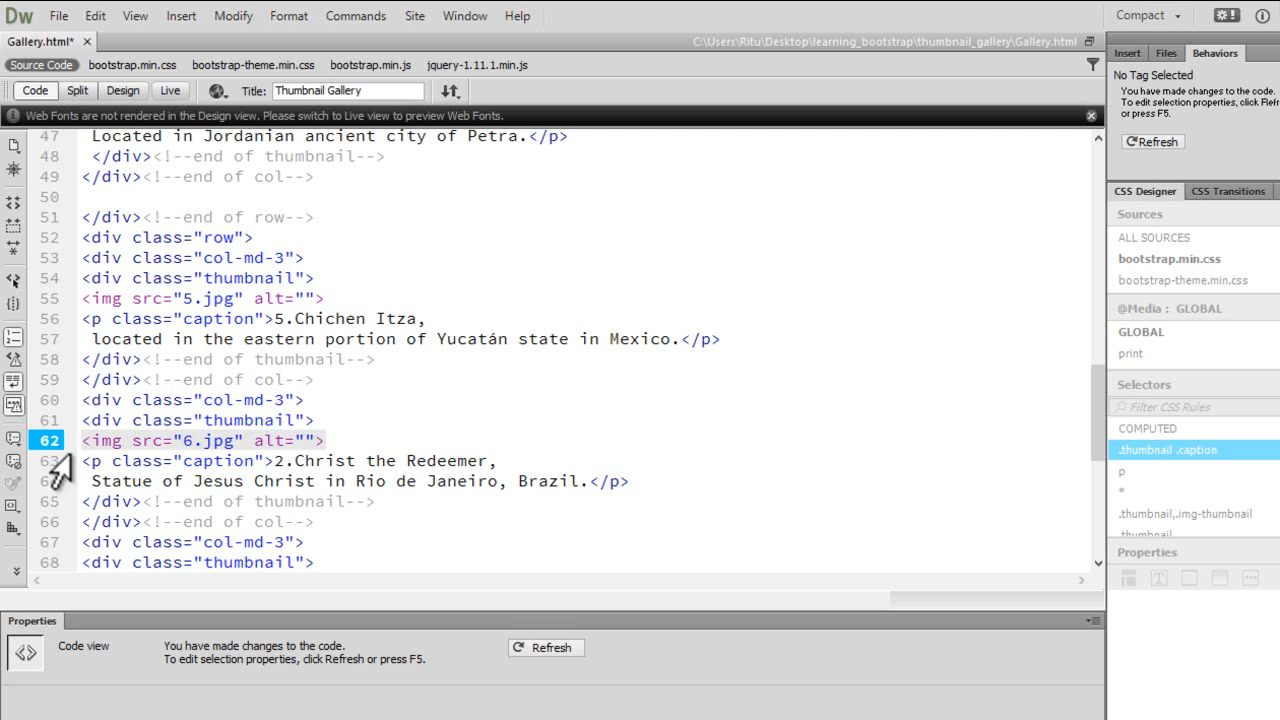 Dw File Edit View Insert Modify Format Commands Site Window Help Compact
Gallery.html* C:\Users\Ritu\Desktop\learning_bootstrap\thumbnail_gallery\Gallery.html
Source Code bootstrap.min.css bootstrap-theme.min.css bootstrap.min.js jquery-1.11.1.min.js
Code Split Design Live Title: Thumbnail Gallery
Web Fonts are not rendered in the Design view. Please switch to Live view to preview Web Fonts.
47 Located in Jordanian ancient city of Petra.</p>
48 </div><!--end of thumbnail-->
49 </div><!--end of col-->
50
51 </div><!--end of row-->
52 <div class="row">
53 <div class="col-md-3">
54 <div class="thumbnail">
55 <img src="5.jpg" alt="">
56 <p class="caption">5.Chichen Itza,
57 located in the eastern portion of Yucatán state in Mexico.</p>
58 </div><!--end of thumbnail-->
59 </div><!--end of col-->
60 <div class="col-md-3">
61 <div class="thumbnail">
62 <img src="6.jpg" alt="">
<p class="caption">2.Christ the Redeemer,
Statue of Jesus Christ in Rio de Janeiro, Brazil.</p>
65 </div><!--end of thumbnail-->
66 </div><!--end of col-->
67 <div class="col-md-3">
68 <div class="thumbnail">
Properties
Code view You have made changes to the code.
To edit selection properties, click Refresh or press F5.
Refresh
Insert Files Behaviors
No Tag Selected
You have made changes to the code.
To edit selection properties, click Refr
or press F5.
Refresh
CSS Designer CSS Transitions
Sources
ALL SOURCES
bootstrap.min.css
bootstrap-theme.min.css
@Media : GLOBAL
GLOBAL
print
Selectors
Filter CSS Rules
COMPUTED
.thumbnail .caption
p
*
.thumbnail,.img-thumbnail
.thumbnail
Properties